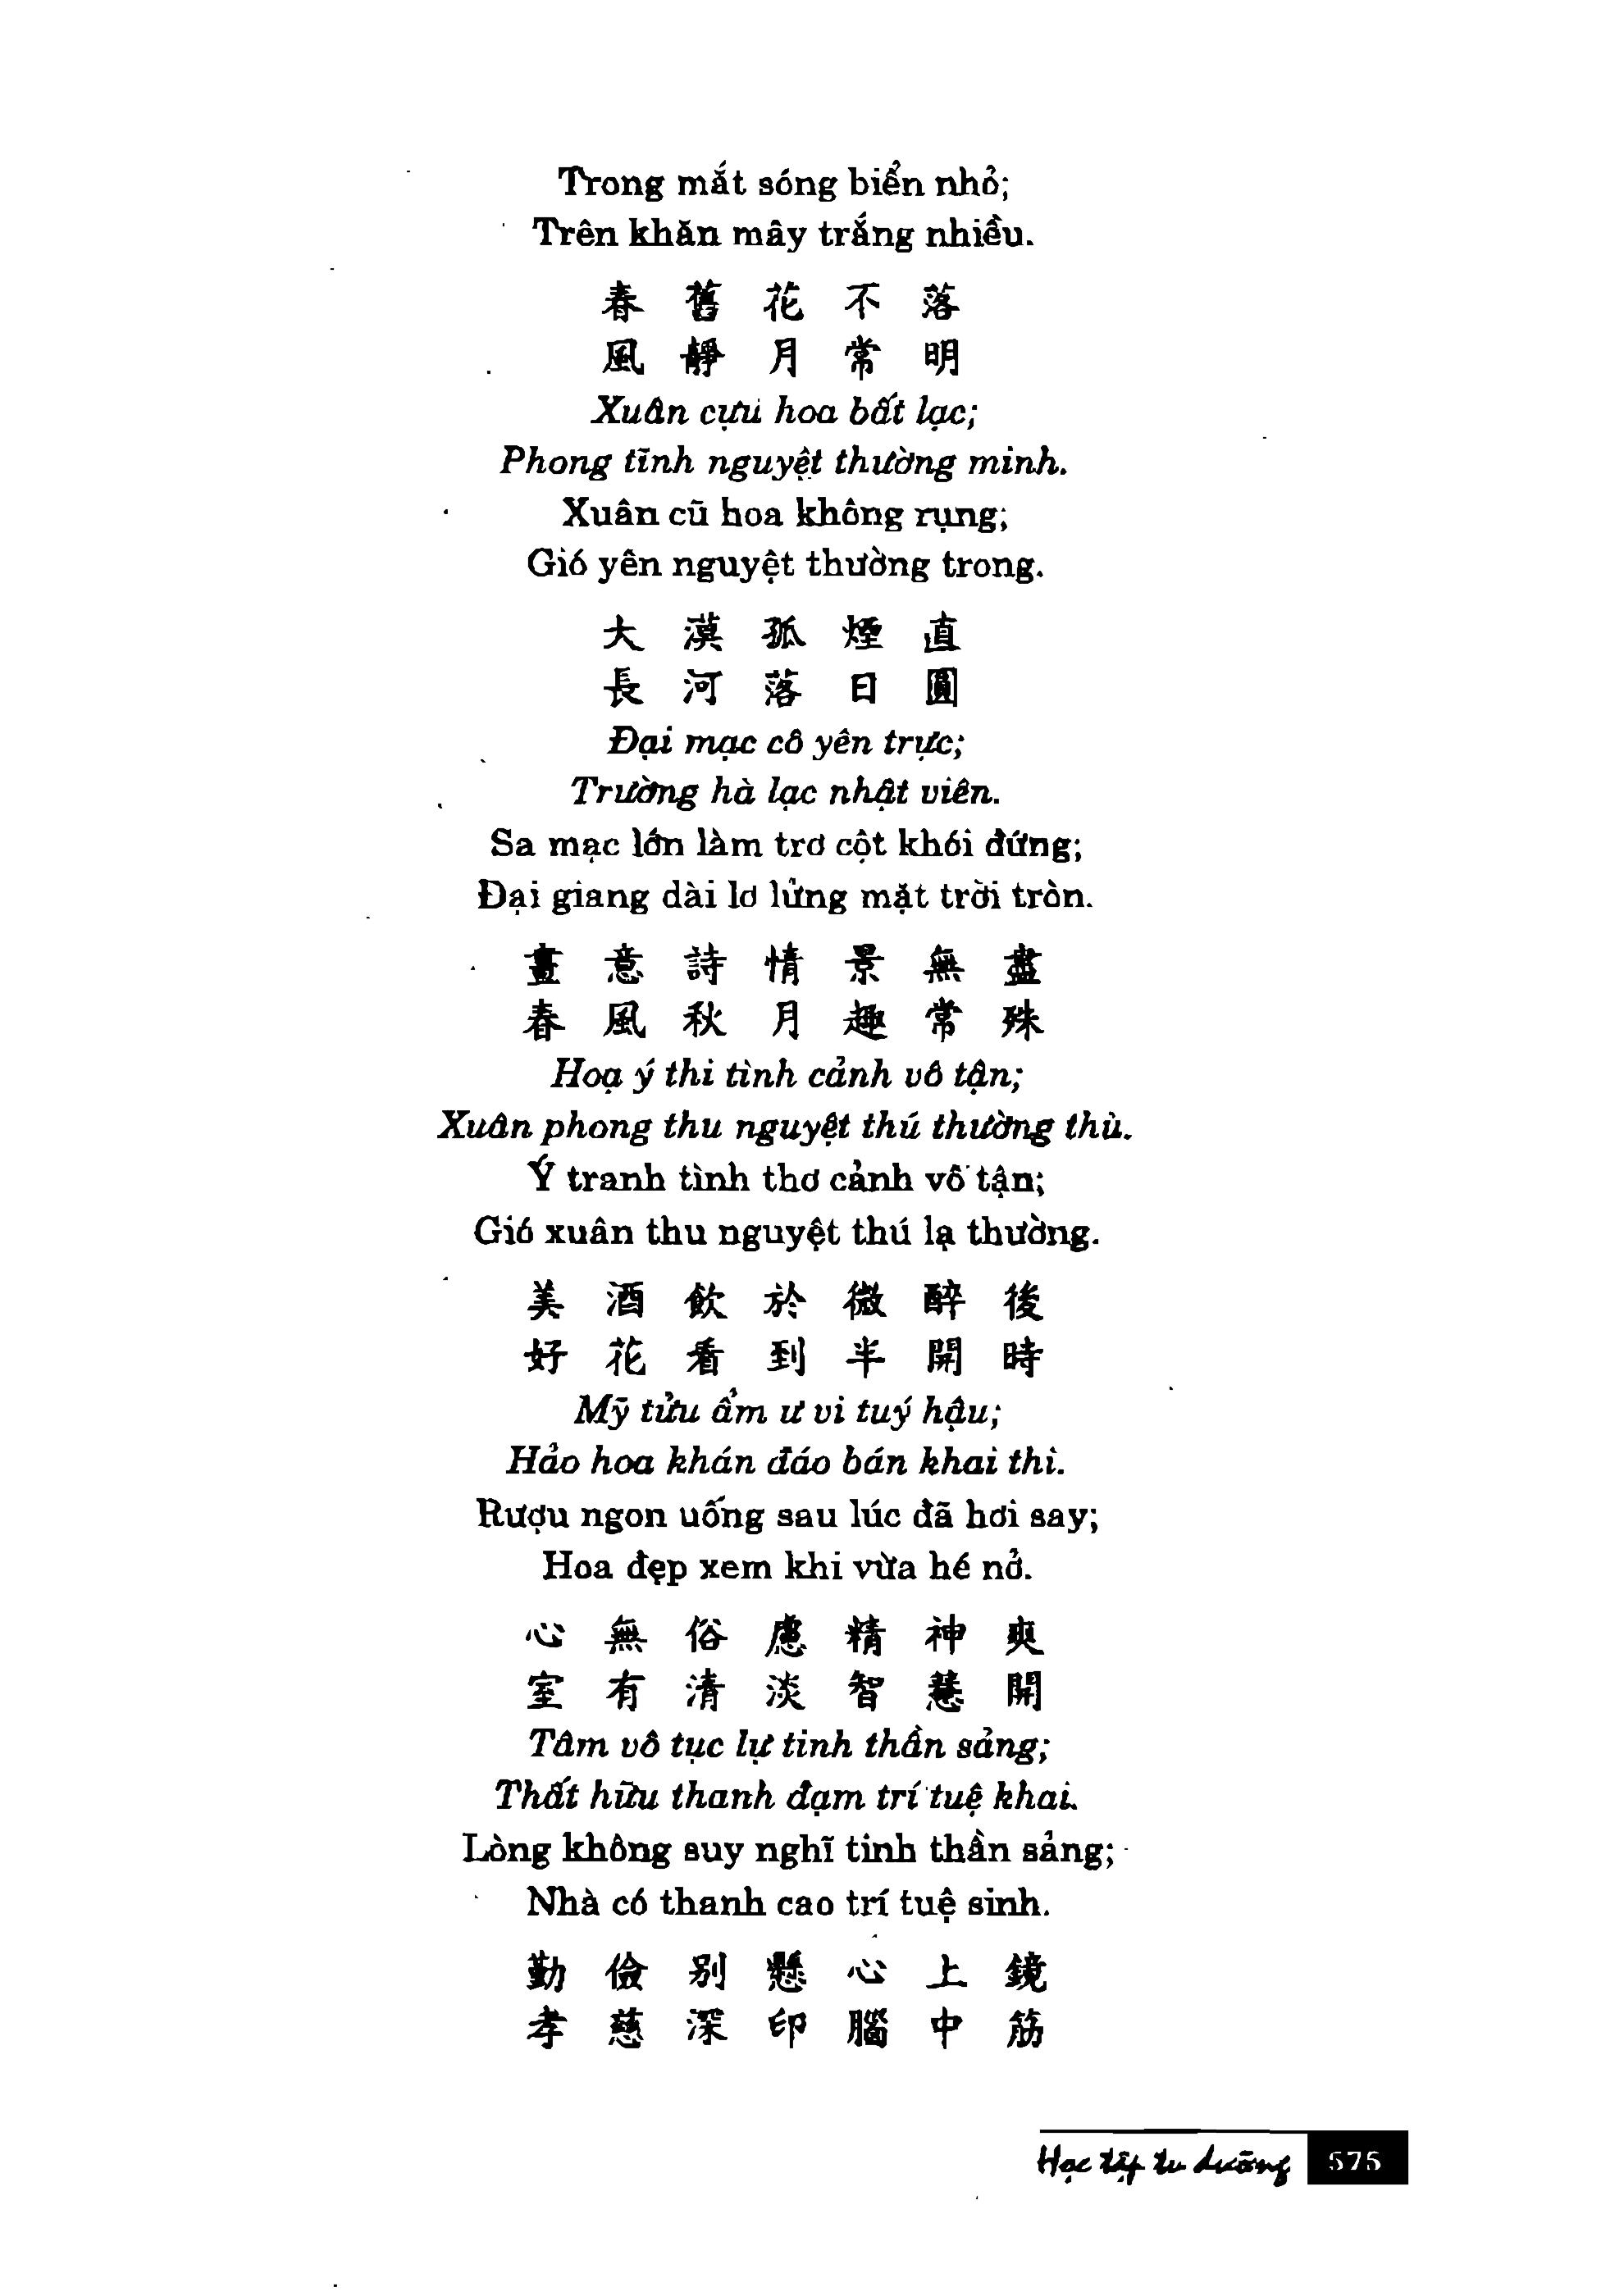 Trong mắt sóng biển nhỏ;
Trên khăn mây trắng nhiều.
春 舊 花 不 落
風 靜 月 常 明
Xuân cựu hoa bất lạc;
Phong tĩnh nguyệt thường minh.
Xuân cũ hoa không rụng;
Gió yên nguyệt thường trong.
大 漠 孤 煙 直
長 河 落 日 圓
Đại mạc cô yên trực;
Trường hà lạc nhật viên.
Sa mạc lớn làm trơ cột khói đứng;
Đại giang dài lơ lửng mặt trời tròn.
畫 意 詩 情 景 無 盡
春 風 秋 月 趣 常 殊
Hoạ ý thi tình cảnh vô tận;
Xuân phong thu nguyệt thú thường thù.
Ý tranh tình thơ cảnh vô tận;
Gió xuân thu nguyệt thú lạ thường.
美 酒 飲 於 微 醉 後
好 花 看 到 半 開 時
Mỹ tửu ẩm ư vi tuý hậu;
Hảo hoa khán đáo bán khai thì.
Rượu ngon uống sau lúc đã hơi say;
Hoa đẹp xem khi vừa hé nở.
心 無 俗 慮 精 神 爽
室 有 清 淡 智 慧 開
Tâm vô tục lự tinh thần sảng;
Thất hữu thanh đạm trí tuệ khai.
Lòng không suy nghĩ tinh thần sảng;
Nhà có thanh cao trí tuệ sinh.
勤 儉 别 懸 心 上 鏡
孝 慈 深 印 腦 中 筋
Học tập tu dưỡng 575